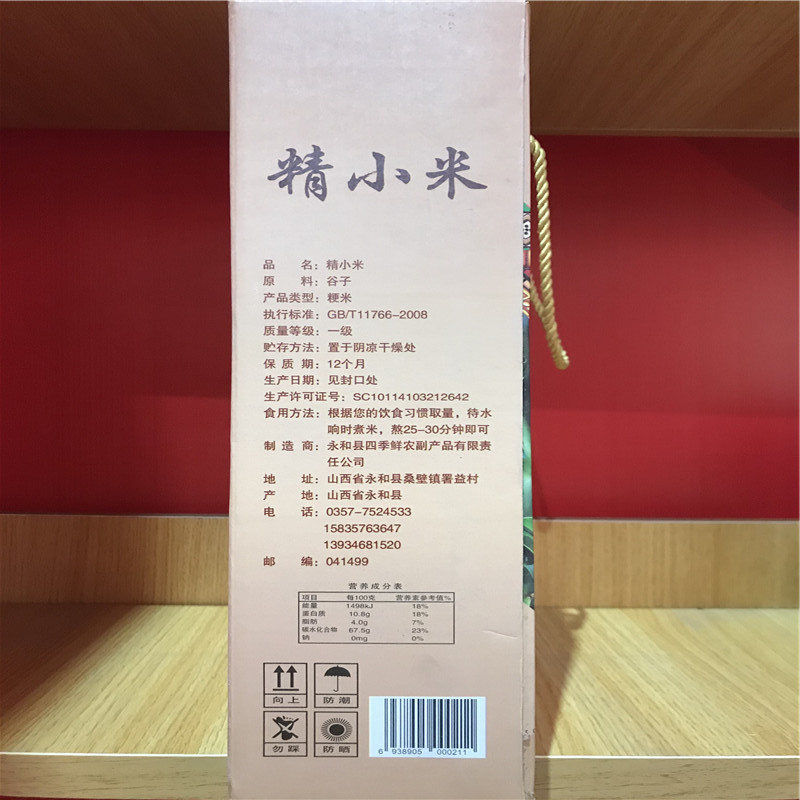 精小米
品 名：精小米
原 料：谷子
产品类型：粳米
执行标准：GB/T11766-2008
质量等级：一级
贮存方法：置于阴凉干燥处
保 质 期：12个月
生产日期：见封口处
生产许可证号：SC10114103212642
食用方法：根据您的饮食习惯取量，待水
响时煮米，熬25-30分钟即可
制 造 商：永和县四季鲜农副产品有限责
任公司
地 址：山西省永和县桑壁镇署益村
产 地：山西省永和县
电 话：0357-7524533
15835763647
13934681520
邮 编：041499
营养成分表
项目 每100克 营养素参考值%
能量 1498kJ 18%
蛋白质 10.8g 18%
脂肪 4.0g 7%
碳水化合物 67.5g 23%
钠 0mg 0%
向上 防潮
勿踩 防晒
6 938905 000211